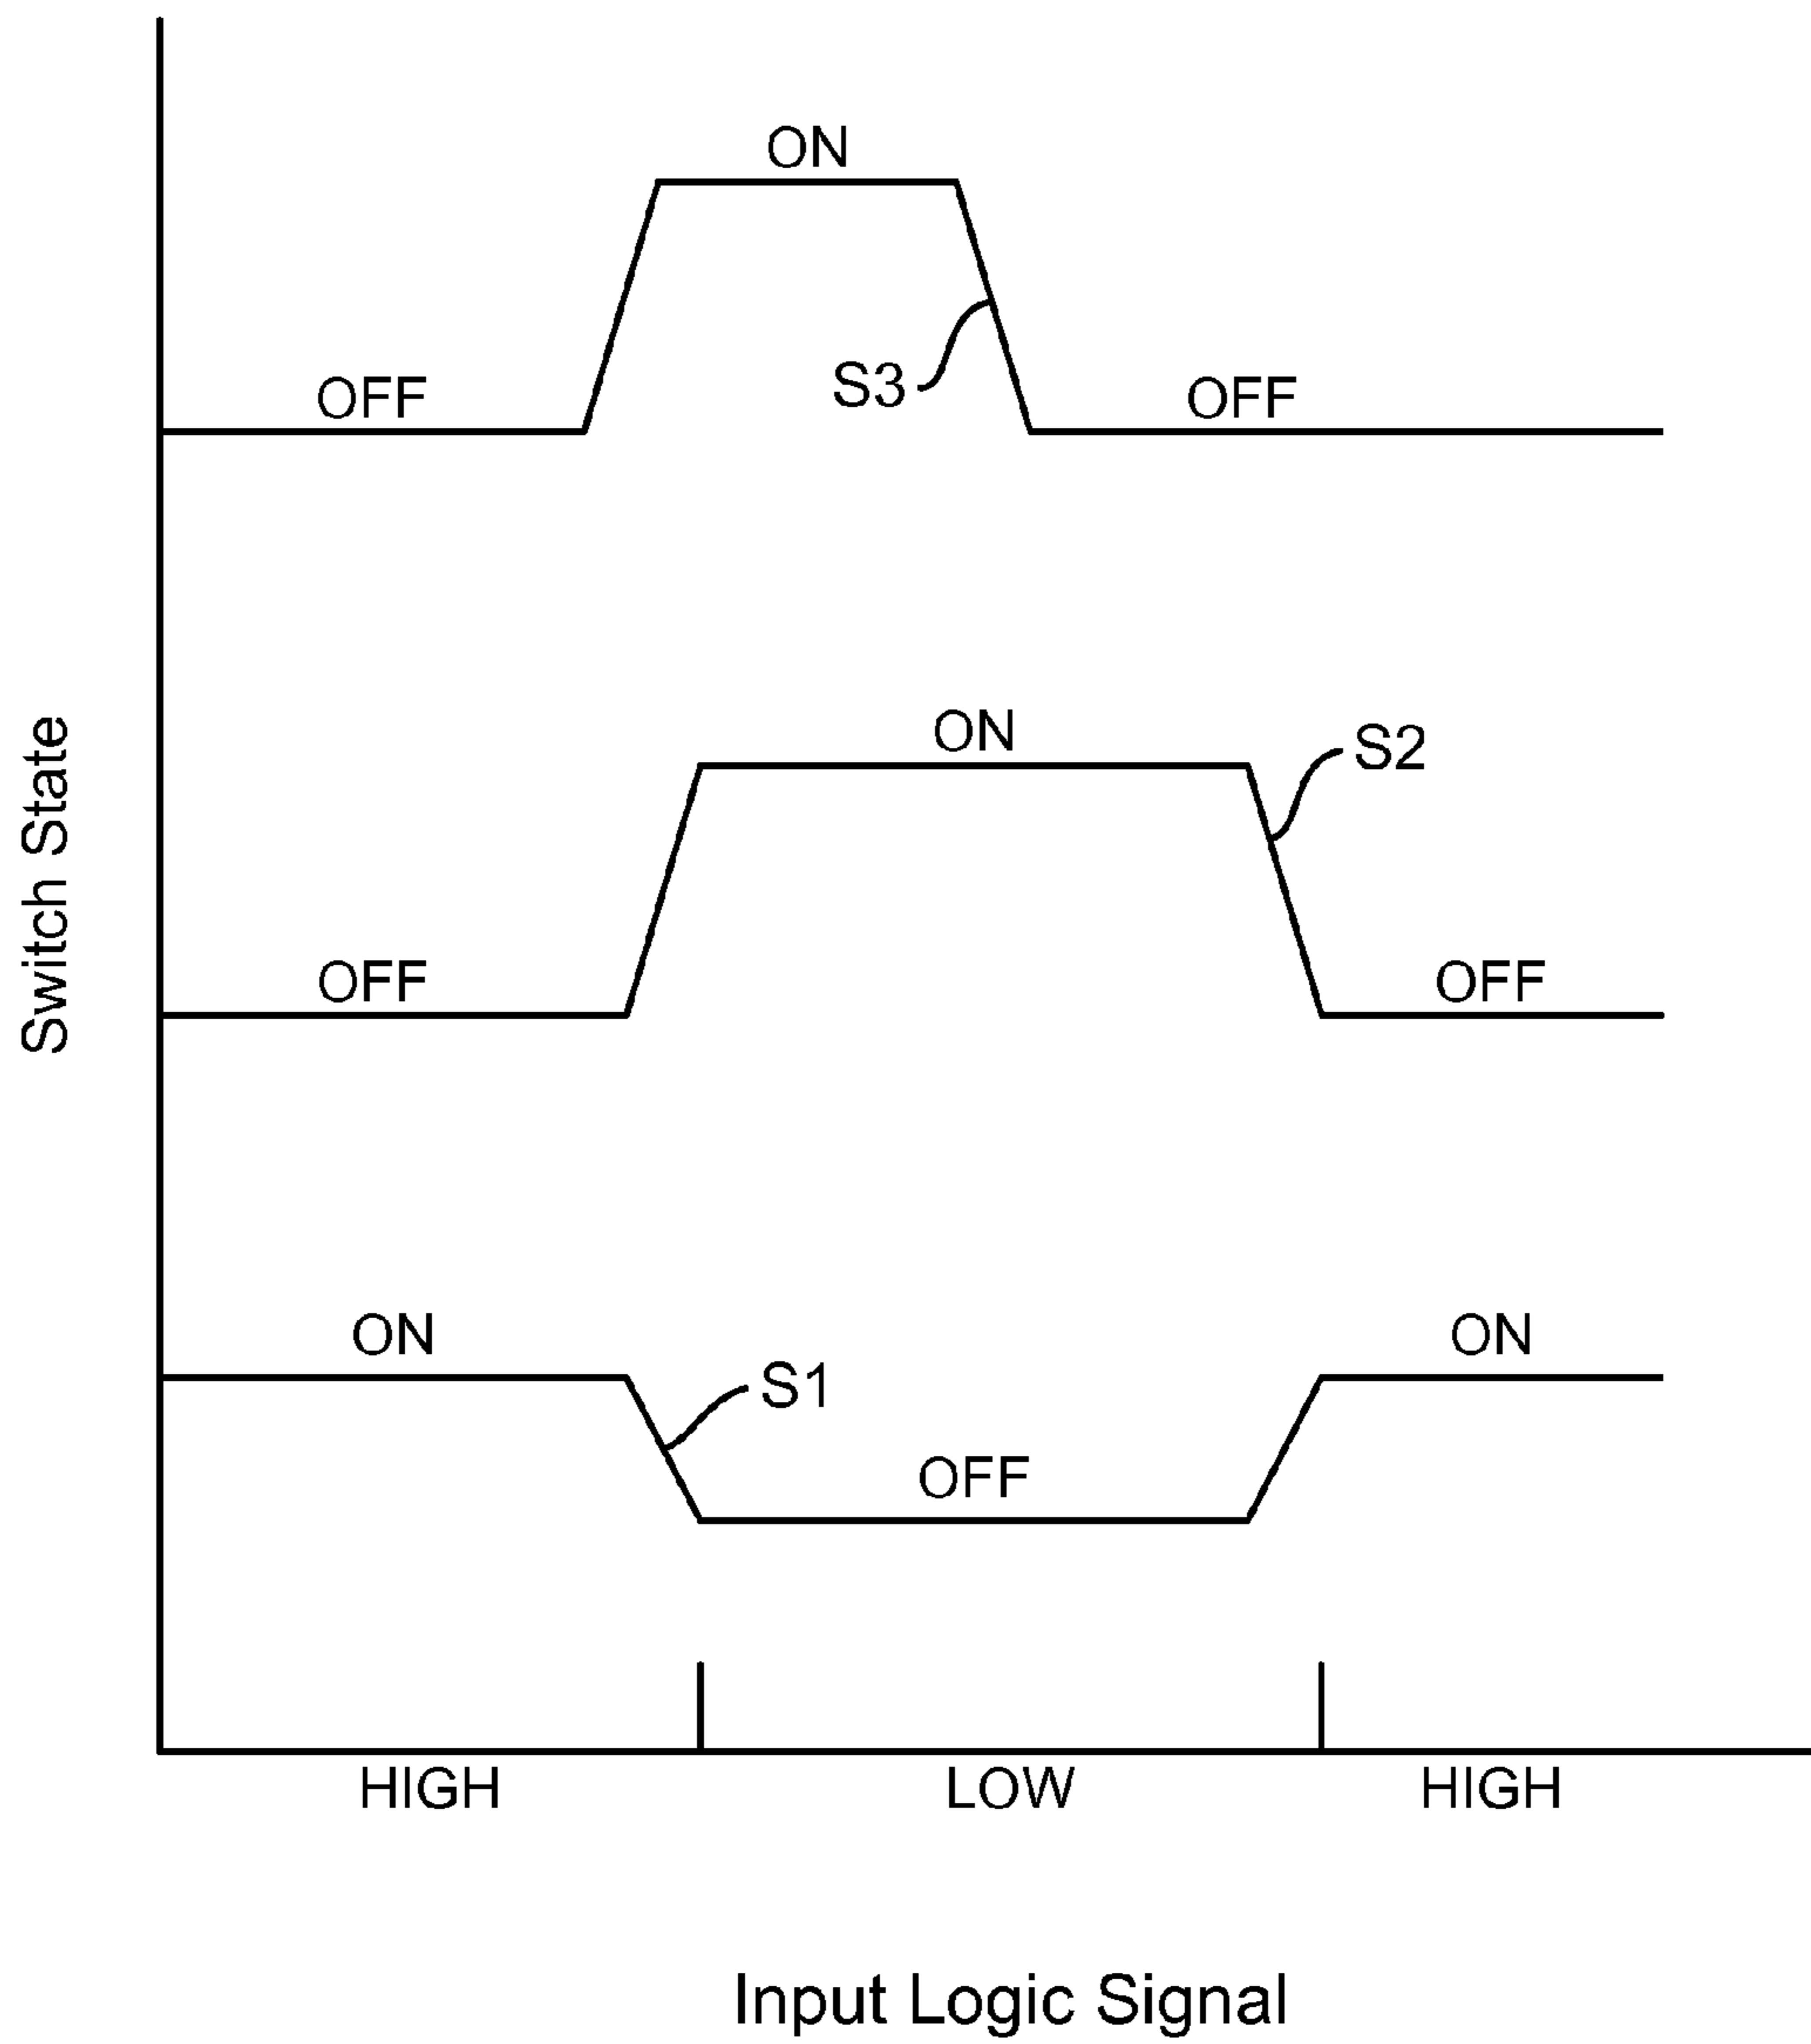 ON
OFF
S3
OFF
ON
S2
OFF
OFF
Switch State
ON
S1
ON
OFF
HIGH
LOW
HIGH
Input Logic Signal